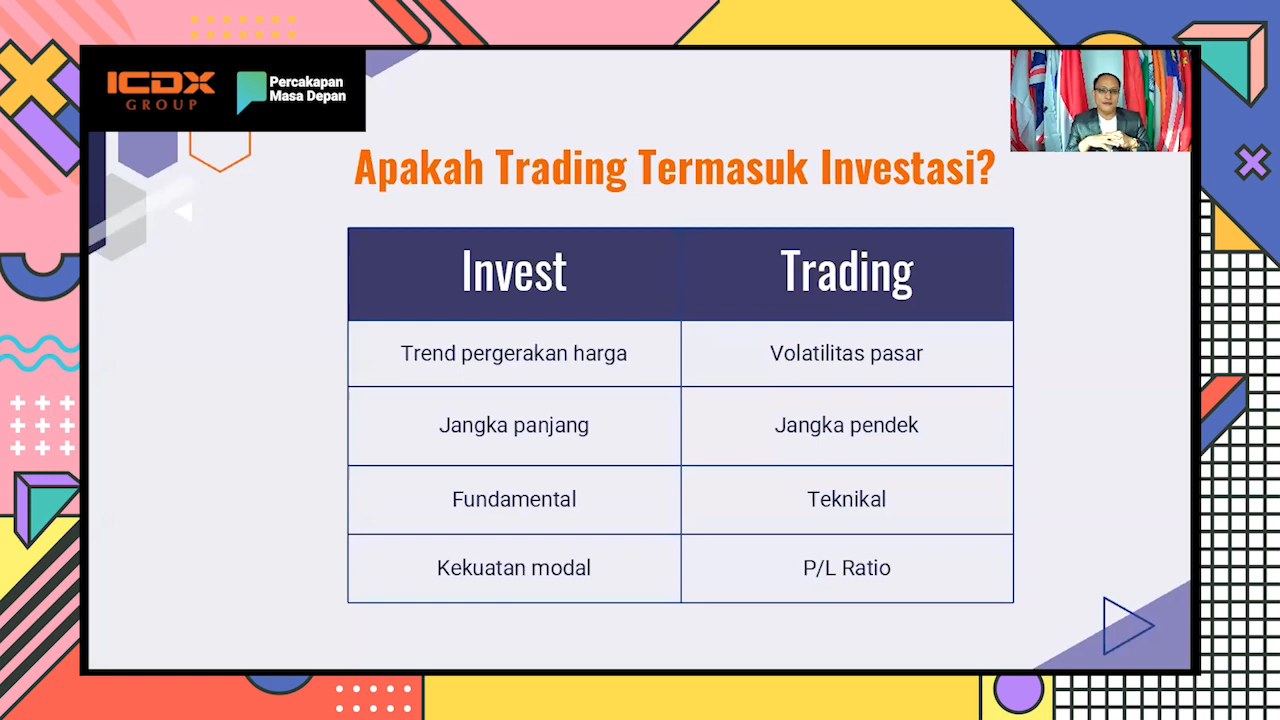 ICDX
GROUP
Percakapan
Masa Depan
Apakah Trading Termasuk Investasi?
Invest
Trading
Trend pergerakan harga
Volatilitas pasar
Jangka panjang
Jangka pendek
Fundamental
Teknikal
Kekuatan modal
P/L Ratio